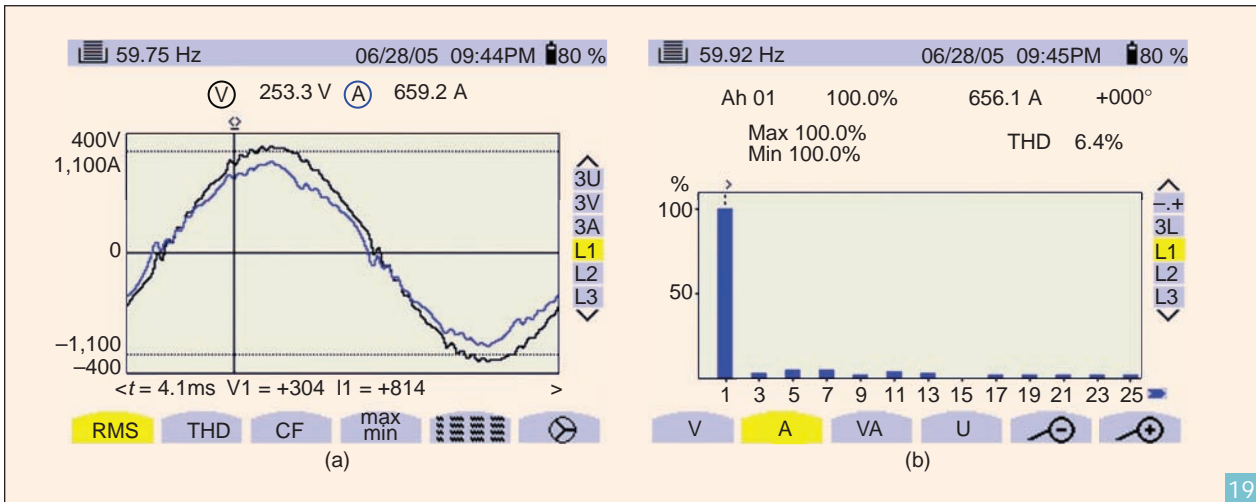 59.75 Hz 06/28/05 09:44PM 80 %
V 253.3 V A 659.2 A
400V
1,100A
0
–1,100
–400
3U
3V
3A
L1
L2
L3
<t = 4.1ms V1 = +304 I1 = +814 >
RMS THD CF max min
(a)
59.92 Hz 06/28/05 09:45PM 80 %
Ah 01 100.0% 656.1 A +000°
Max 100.0%
Min 100.0%
THD 6.4%
%
100
50
–.+
3L
L1
L2
L3
1 3 5 7 9 11 13 15 17 19 21 23 25
V A VA U
(b)
19